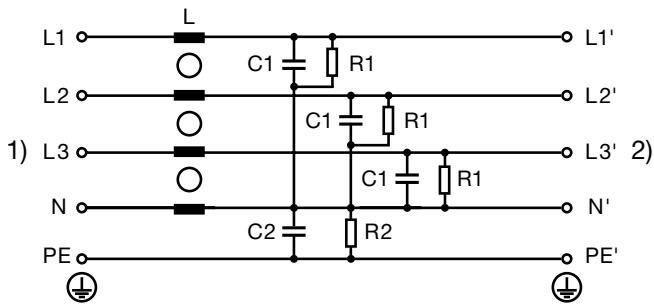 L
L1 L1'
C1 R1
L2 L2'
C1 R1
1) L3 L3' 2)
C1 R1
N N'
C2 R2
PE PE'